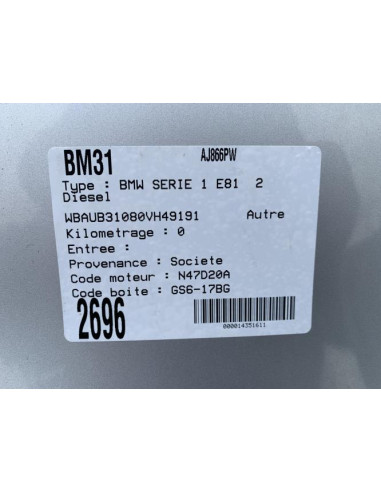 BM31 AJ866PW
Type : BMW SERIE 1 E81 2
Diesel
WBAUB31080VH49191 Autre
Kilometrage : 0
Entree :
Provenance : Societe
Code moteur : N47D20A
Code boite : GS6-17BG
2696
000014351611